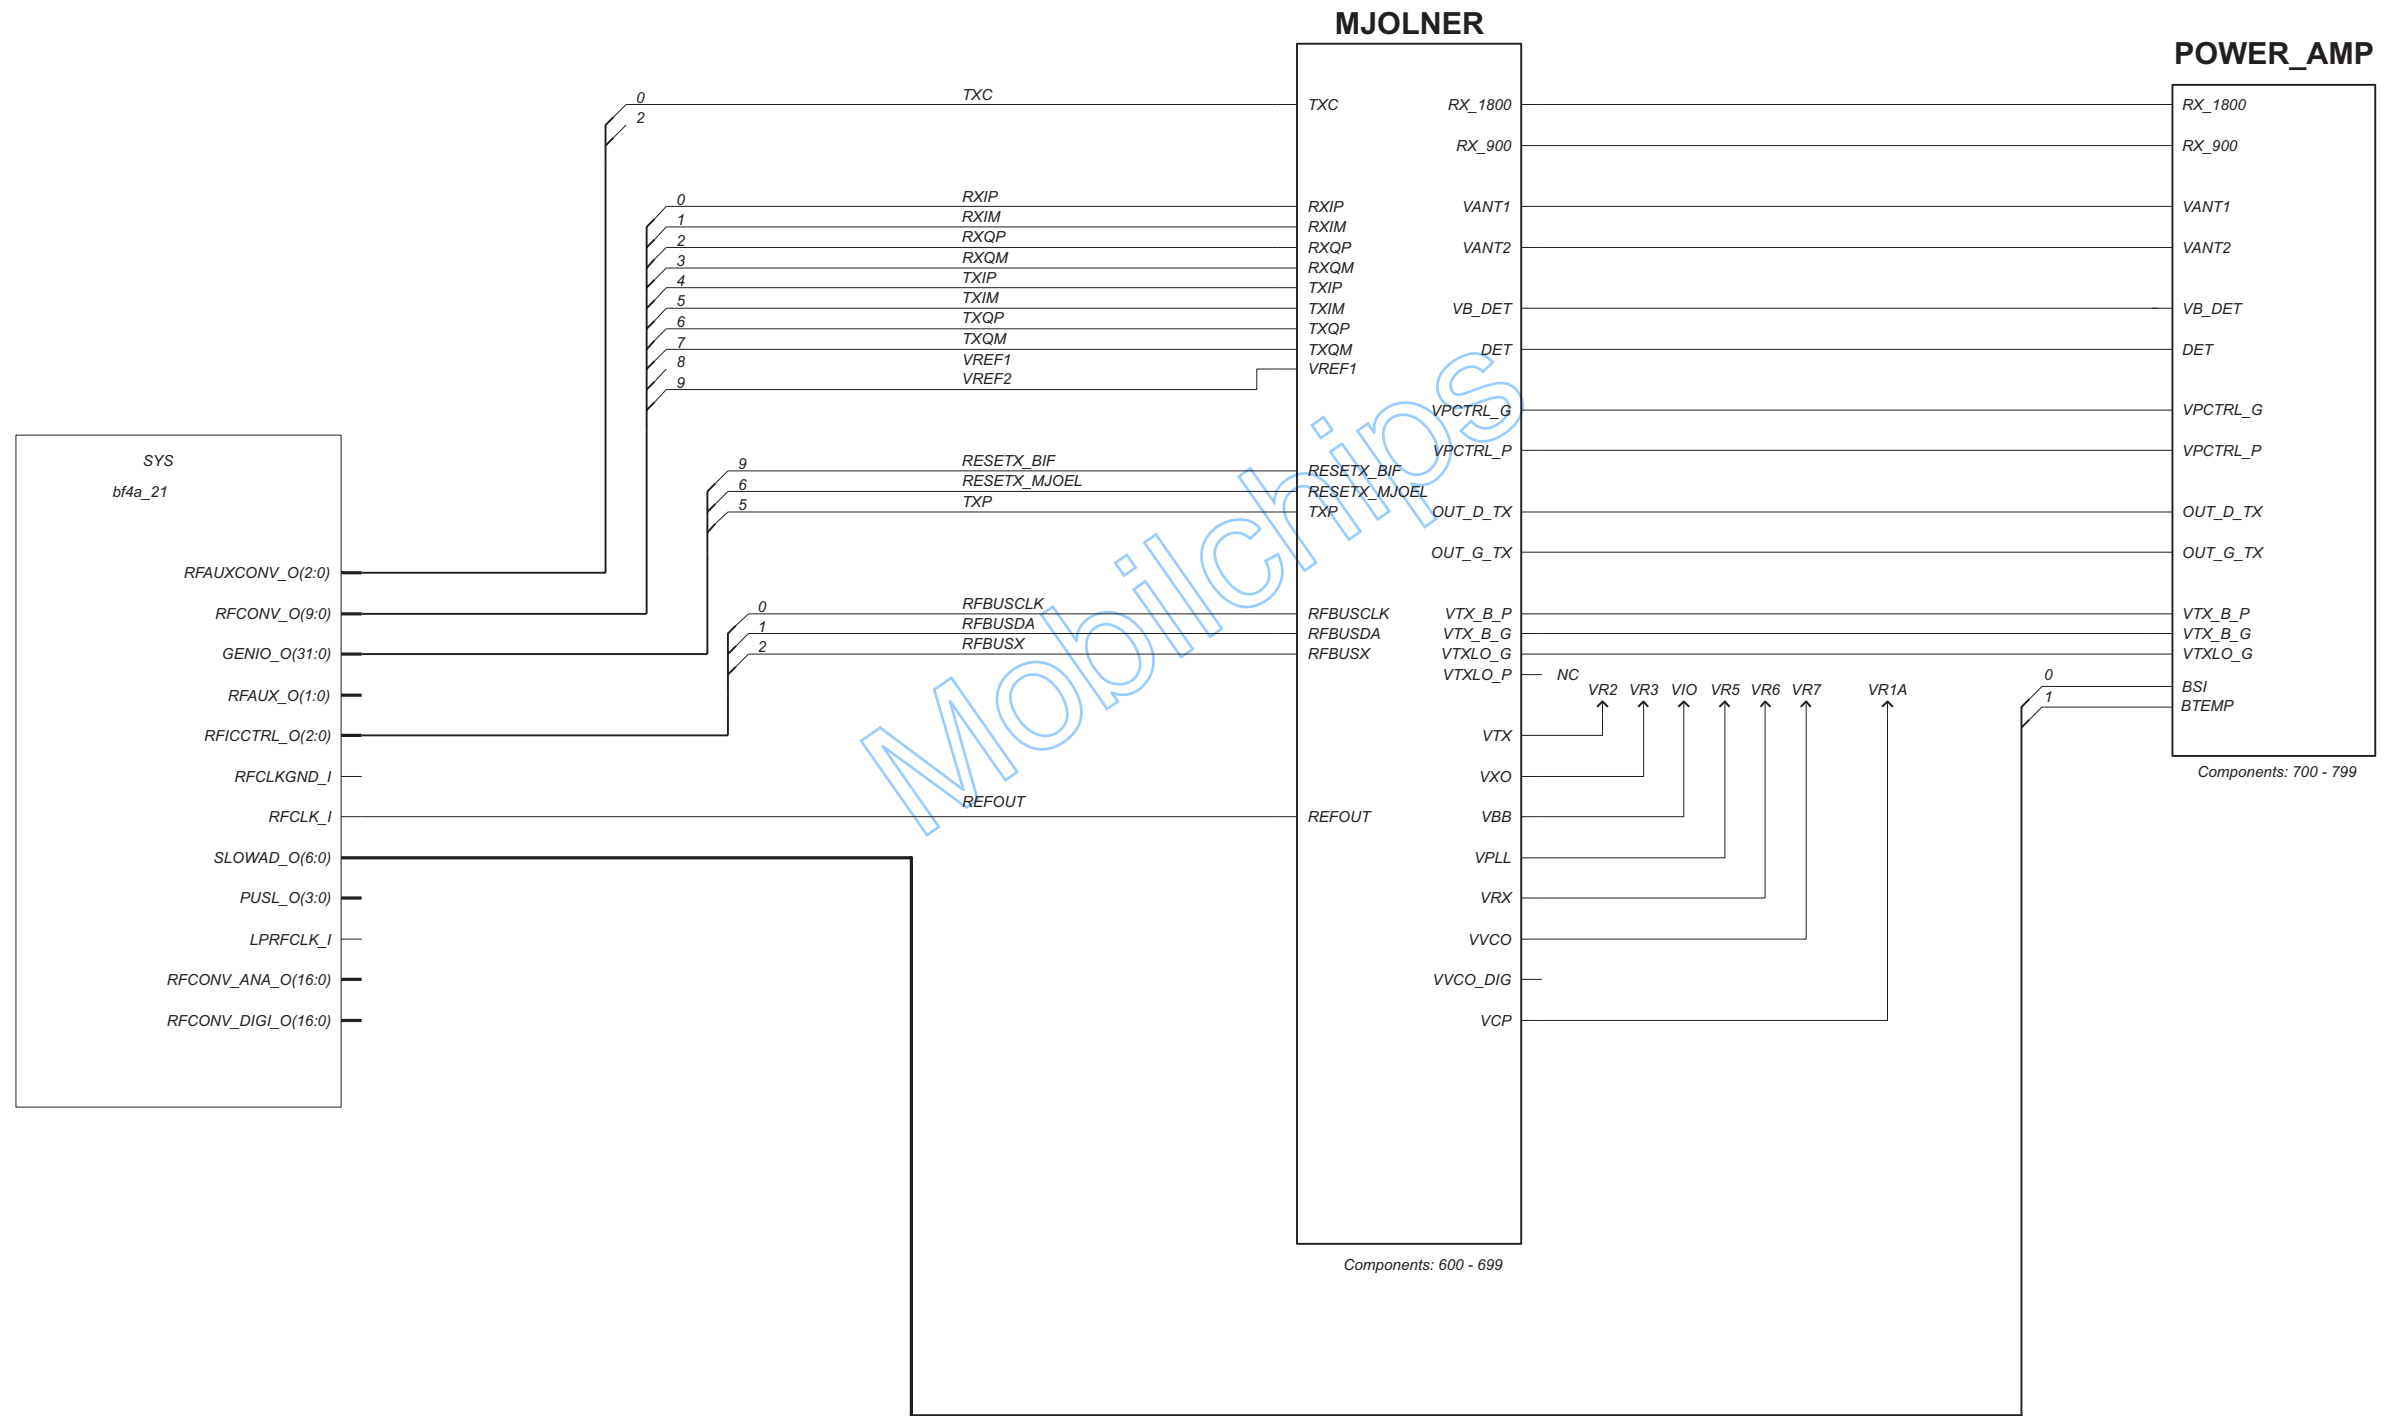 MJOLNER
POWER_AMP
0 TXC
2
TXC
RX_1800
RX_1800
RX_900
RX_900
0 RXIP
1 RXIM
2 RXQP
3 RXQM
4 TXIP
5 TXIM
6 TXQP
7 TXQM
8 VREF1
9 VREF2
RXIP
RXIM
RXQP
RXQM
TXIP
TXIM
TXQP
TXQM
VREF1
VANT1
VANT2
VB_DET
DET
VPCTRL_G
VPCTRL_P
OUT_D_TX
OUT_G_TX
VTX_B_P
VTX_B_G
VTXLO_G
VTXLO_P NC
VANT1
VANT2
VB_DET
DET
VPCTRL_G
VPCTRL_P
OUT_D_TX
OUT_G_TX
VTX_B_P
VTX_B_G
VTXLO_G
0 BSI
1 BTEMP
Components: 700 - 799
9 RESETX_BIF
6 RESETX_MJOEL
5 TXP
RESETX_BIF
RESETX_MJOEL
TXP
0 RFBUSCLK
1 RFBUSDA
2 RFBUSX
RFBUSCLK
RFBUSDA
RFBUSX
REFOUT
REFOUT
VR2 VR3 VIO VR5 VR6 VR7 VR1A
VTX
VXO
VBB
VPLL
VRX
VVCO
VVCO_DIG
VCP
Components: 600 - 699
SYS
bf4a_21
RFAUXCONV_O(2:0)
RFCONV_O(9:0)
GENIO_O(31:0)
RFAUX_O(1:0)
RFICCTRL_O(2:0)
RFCLKGND_I
RFCLK_I
SLOWAD_O(6:0)
PUSL_O(3:0)
LPRFCLK_I
RFCONV_ANA_O(16:0)
RFCONV_DIGI_O(16:0)
Mobilchips